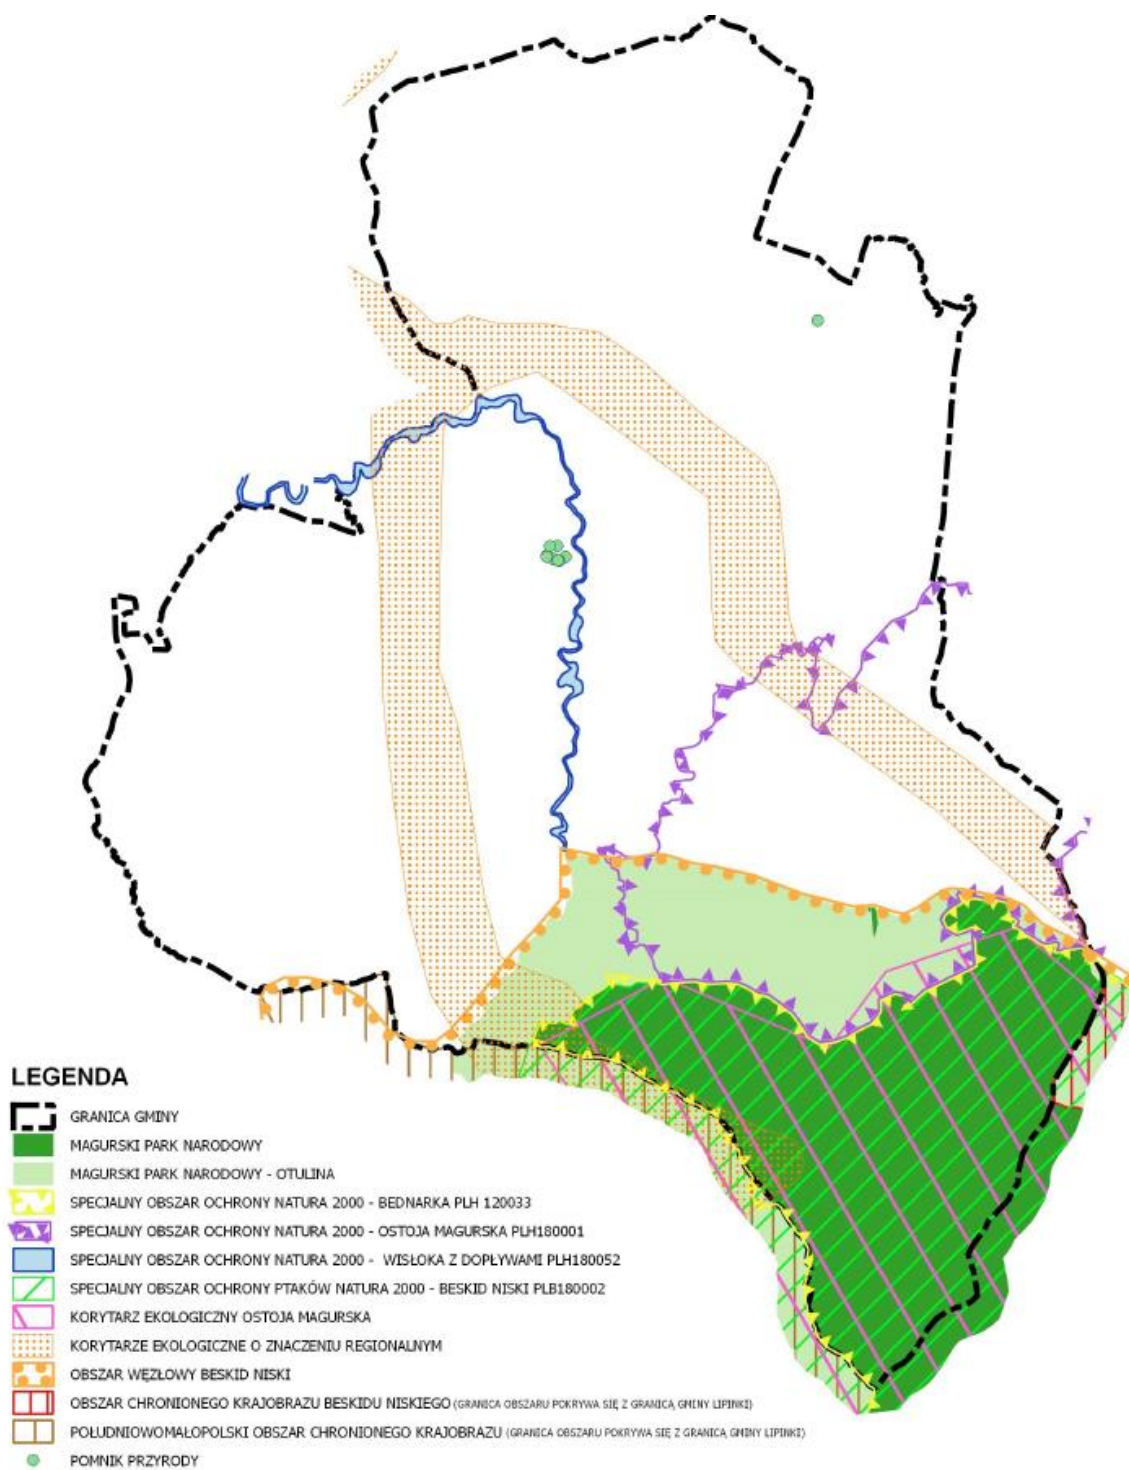 LEGENDA
GRANICA GMINY
MAGURSKI PARK NARODOWY
MAGURSKI PARK NARODOWY - OTULINA
SPECJALNY OBSZAR OCHRONY NATURA 2000 - BEDNARKA PLH 120033
SPECJALNY OBSZAR OCHRONY NATURA 2000 - OSTOJA MAGURSKA PLH180001
SPECJALNY OBSZAR OCHRONY NATURA 2000 - WISŁOKA Z DOPŁYWAMI PLH180052
SPECJALNY OBSZAR OCHRONY PTAKÓW NATURA 2000 - BESKID NISKI PLB180002
KORYTARZ EKOLOGICZNY OSTOJA MAGURSKA
KORYTARZE EKOLOGICZNE O ZNACZENIU REGIONALNYM
OBSZAR WĘZŁOWY BESKID NISKI
OBSZAR CHRONIONEGO KRAJOBRAZU BESKIDU NISKIEGO (GRANICA OBSZARU POKRYWA SIĘ Z GRANICĄ GMINY LIPINKI)
POŁUDNIOWOMAŁOPOLSKI OBSZAR CHRONIONEGO KRAJOBRAZU (GRANICA OBSZARU POKRYWA SIĘ Z GRANICĄ GMINY LIPINKI)
POMNIK PRZYRODY